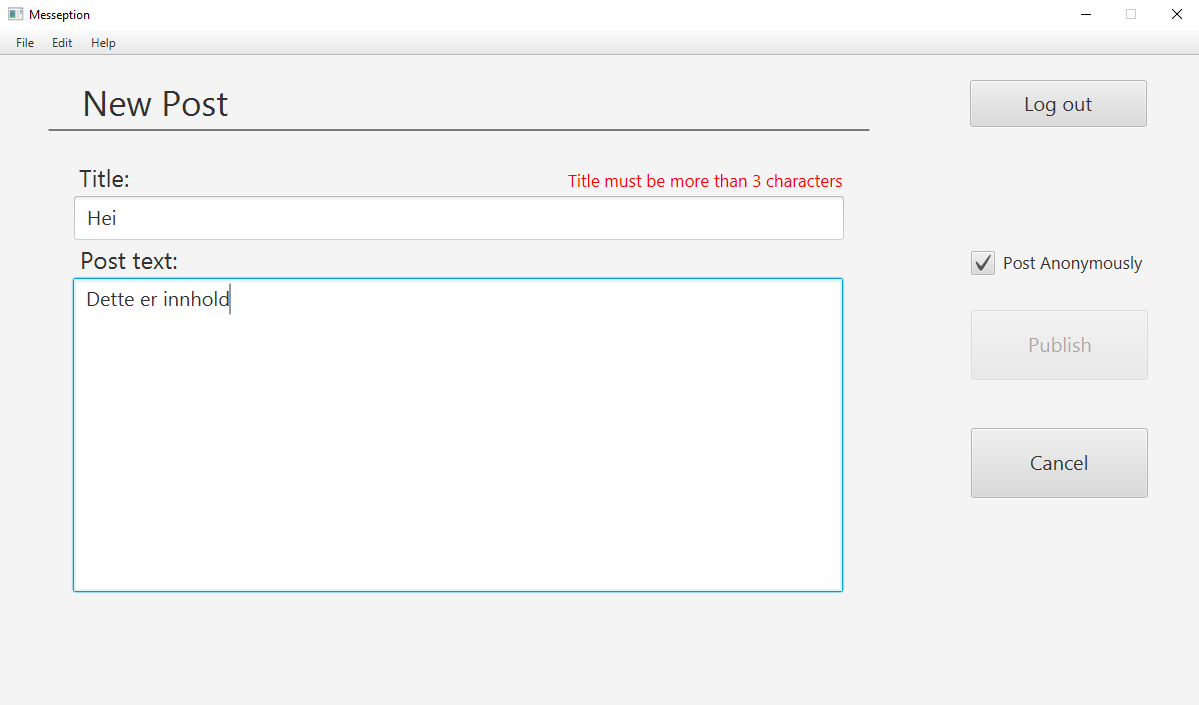 Messeption
File Edit Help
New Post
Log out
Title:
Title must be more than 3 characters
Hei
Post text:
Post Anonymously
Dette er innhold
Publish
Cancel